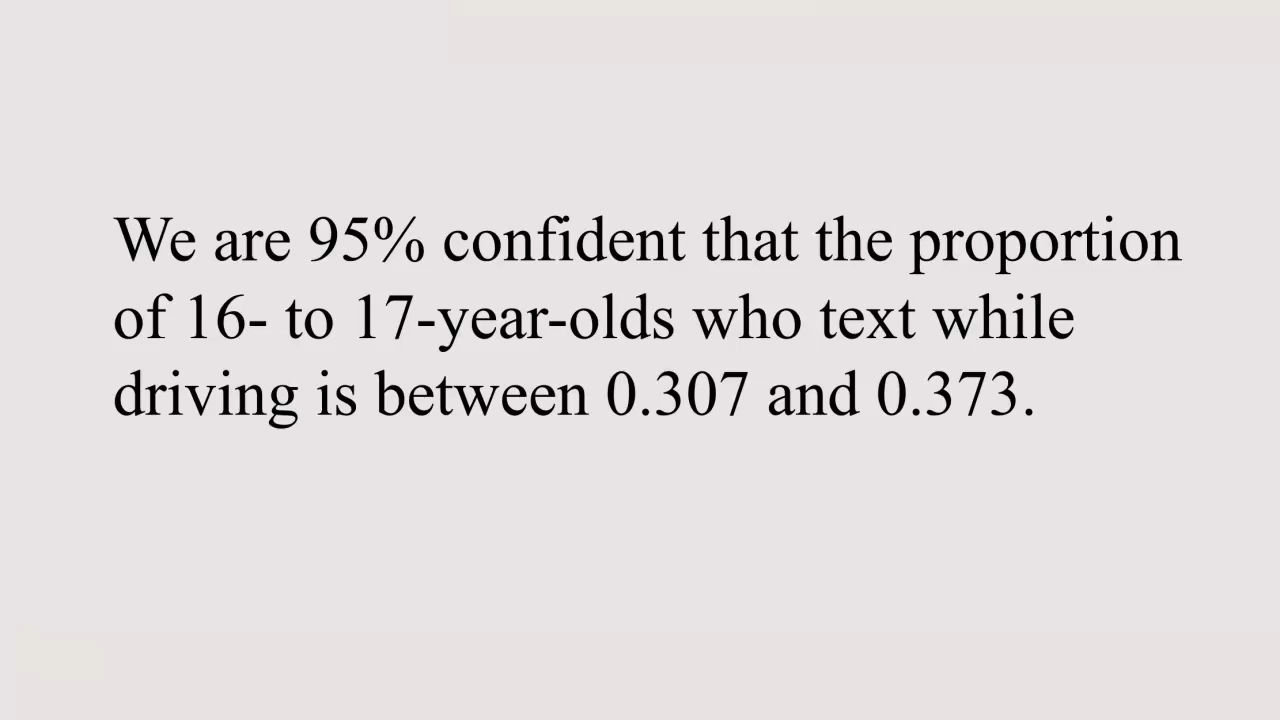 We are 95% confident that the proportion
of 16- to 17-year-olds who text while
driving is between 0.307 and 0.373.